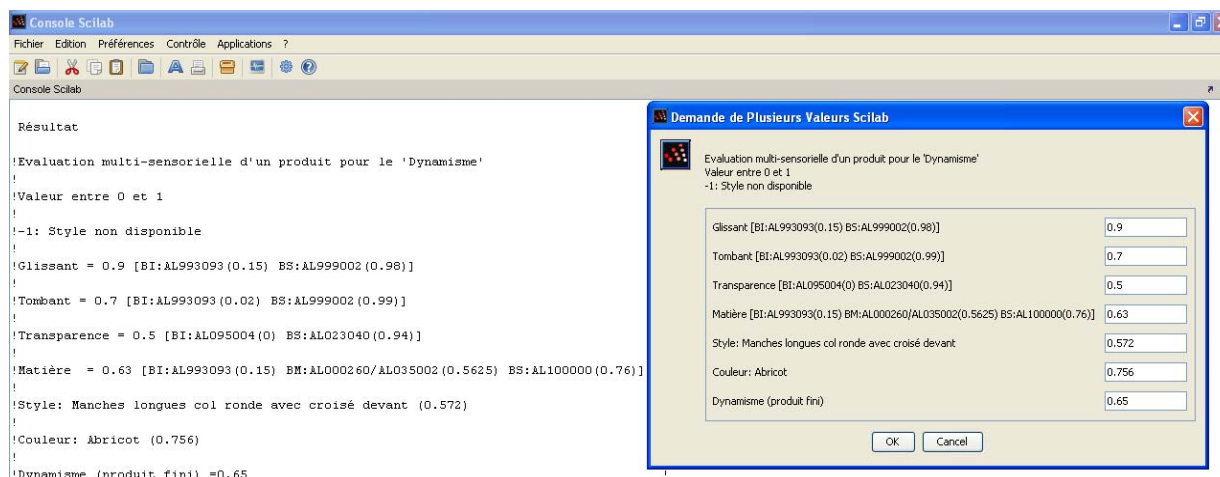 Console Scilab
Fichier Edition Préférences Contrôle Applications ?
Console Scilab
Résultat
!Evaluation multi-sensorielle d'un produit pour le 'Dynamisme'
!
!Valeur entre 0 et 1
!
!-1: Style non disponible
!
!Glissant = 0.9 [BI:AL993093(0.15) BS:AL999002(0.98)]
!
!Tombant = 0.7 [BI:AL993093(0.02) BS:AL999002(0.99)]
!
!Transparence = 0.5 [BI:AL095004(0) BS:AL023040(0.94)]
!
!Matière = 0.63 [BI:AL993093(0.15) BM:AL000260/AL035002(0.5625) BS:AL100000(0.76)]
!
!Style: Manches longues col ronde avec croisé devant (0.572)
!
!Couleur: Abricot (0.756)
!
!Dynamisme (produit fini) =0.65
Demande de Plusieurs Valeurs Scilab
Evaluation multi-sensorielle d'un produit pour le 'Dynamisme'
Valeur entre 0 et 1
-1: Style non disponible
Glissant [BI:AL993093(0.15) BS:AL999002(0.98)] 0.9
Tombant [BI:AL993093(0.02) BS:AL999002(0.99)] 0.7
Transparence [BI:AL095004(0) BS:AL023040(0.94)] 0.5
Matière [BI:AL993093(0.15) BM:AL000260/AL035002(0.5625) BS:AL100000(0.76)] 0.63
Style: Manches longues col ronde avec croisé devant 0.572
Couleur: Abricot 0.756
Dynamisme (produit fini) 0.65
OK Cancel